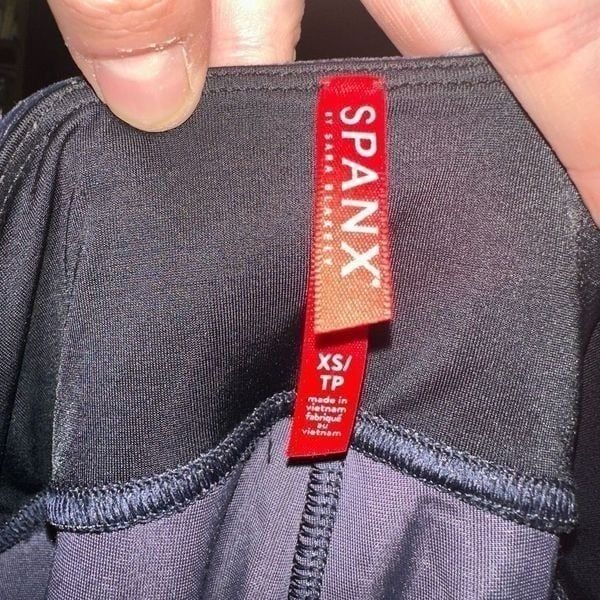 SPANX
BY SARA BLAKELY
XS/
TP
made in
vietnam
fabriqué
au
vietnam